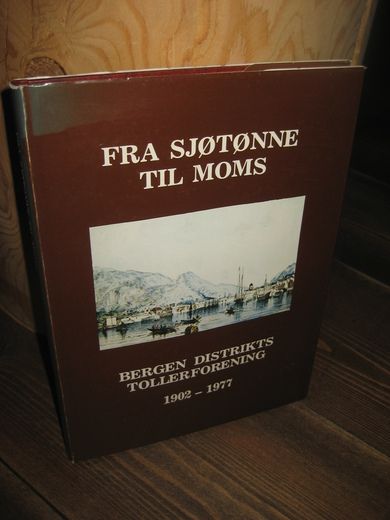 FRA SJØTØNNE
TIL MOMS
BERGEN DISTRIKTS
TOLLERFORENING
1902 – 1977